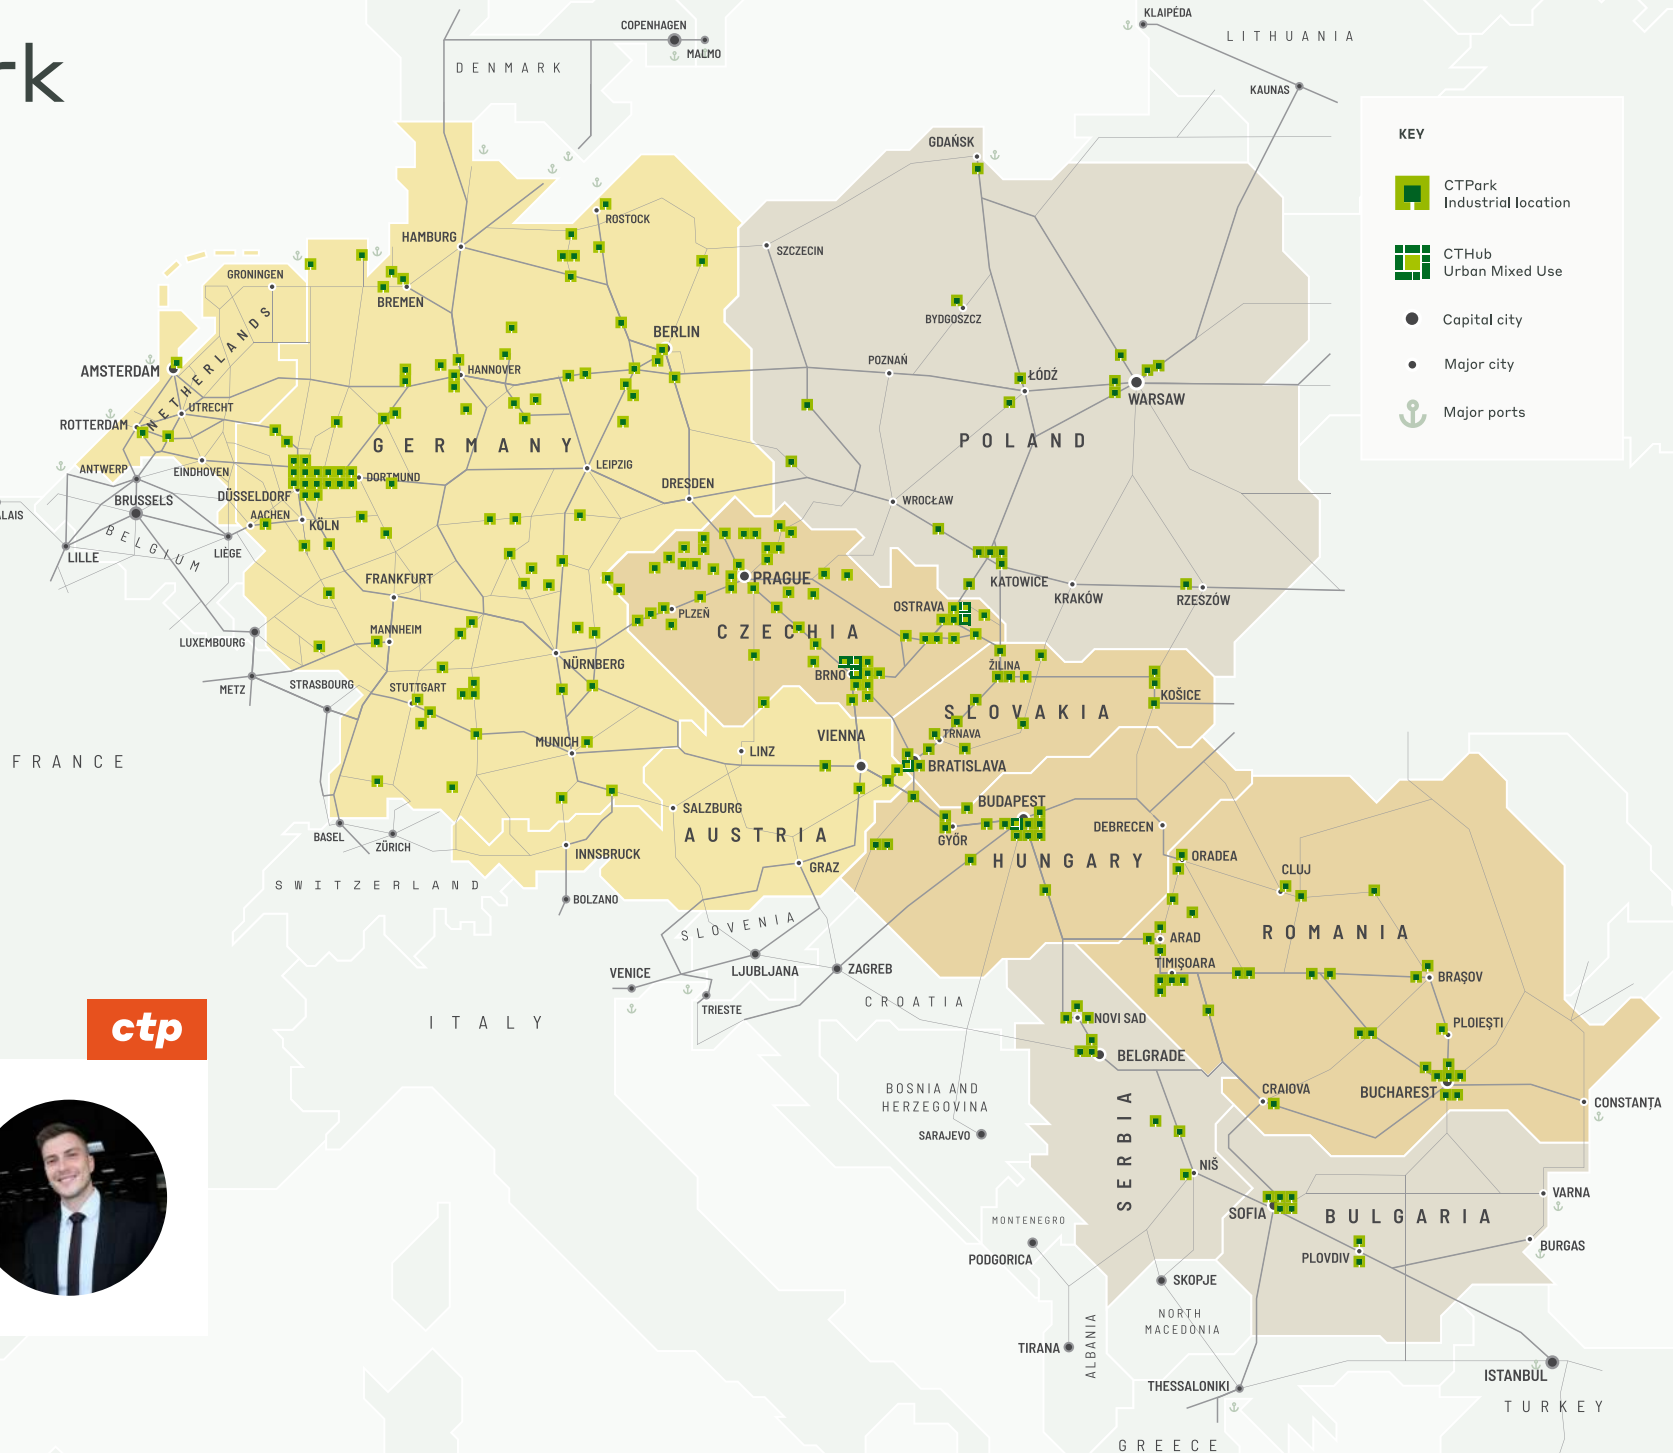 rk
COPENHAGEN
MALMO
DENMARK
KLAIPÉDA
LITHUANIA
KAUNAS
KEY
CTPark
Industrial location
CTHub
Urban Mixed Use
Capital city
Major city
Major ports
GDAŃSK
ROSTOCK
HAMBURG
SZCZECIN
GRONINGEN
BREMEN
BYDGOSZCZ
BERLIN
NETHERLANDS
AMSTERDAM
HANNOVER
POZNAŃ
ŁÓDŹ
WARSAW
UTRECHT
ROTTERDAM
GERMANY
POLAND
ANTWERP
EINDHOVEN
DORTMUND
LEIPZIG
DRESDEN
BRUSSELS
DÜSSELDORF
WROCŁAW
LAIS
AACHEN
KÖLN
BELGIUM
LIÈGE
LILLE
FRANKFURT
PRAGUE
KATOWICE
KRAKÓW
RZESZÓW
OSTRAVA
PLZEŇ
CZECHIA
LUXEMBOURG
MANNHEIM
NÜRNBERG
ŽILINA
BRNO
METZ
STRASBOURG
STUTTGART
KOŠICE
SLOVAKIA
FRANCE
MUNICH
LINZ
VIENNA
TRNAVA
BRATISLAVA
SALZBURG
BUDAPEST
BASEL
ZÜRICH
AUSTRIA
GYŐR
DEBRECEN
INNSBRUCK
GRAZ
HUNGARY
ORADEA
CLUJ
SWITZERLAND
BOLZANO
SLOVENIA
ARAD
ROMANIA
VENICE
LJUBLJANA
ZAGREB
TIMIȘOARA
BRAȘOV
TRIESTE
CROATIA
ITALY
NOVI SAD
PLOIEȘTI
ctp
BELGRADE
BOSNIA AND
HERZEGOVINA
CRAIOVA
BUCHAREST
CONSTANȚA
SARAJEVO
SERBIA
NIŠ
VARNA
MONTENEGRO
SOFIA
BULGARIA
PODGORICA
PLOVDIV
BURGAS
SKOPJE
NORTH
MACEDONIA
TIRANA
ALBANIA
THESSALONIKI
ISTANBUL
TURKEY
GREECE